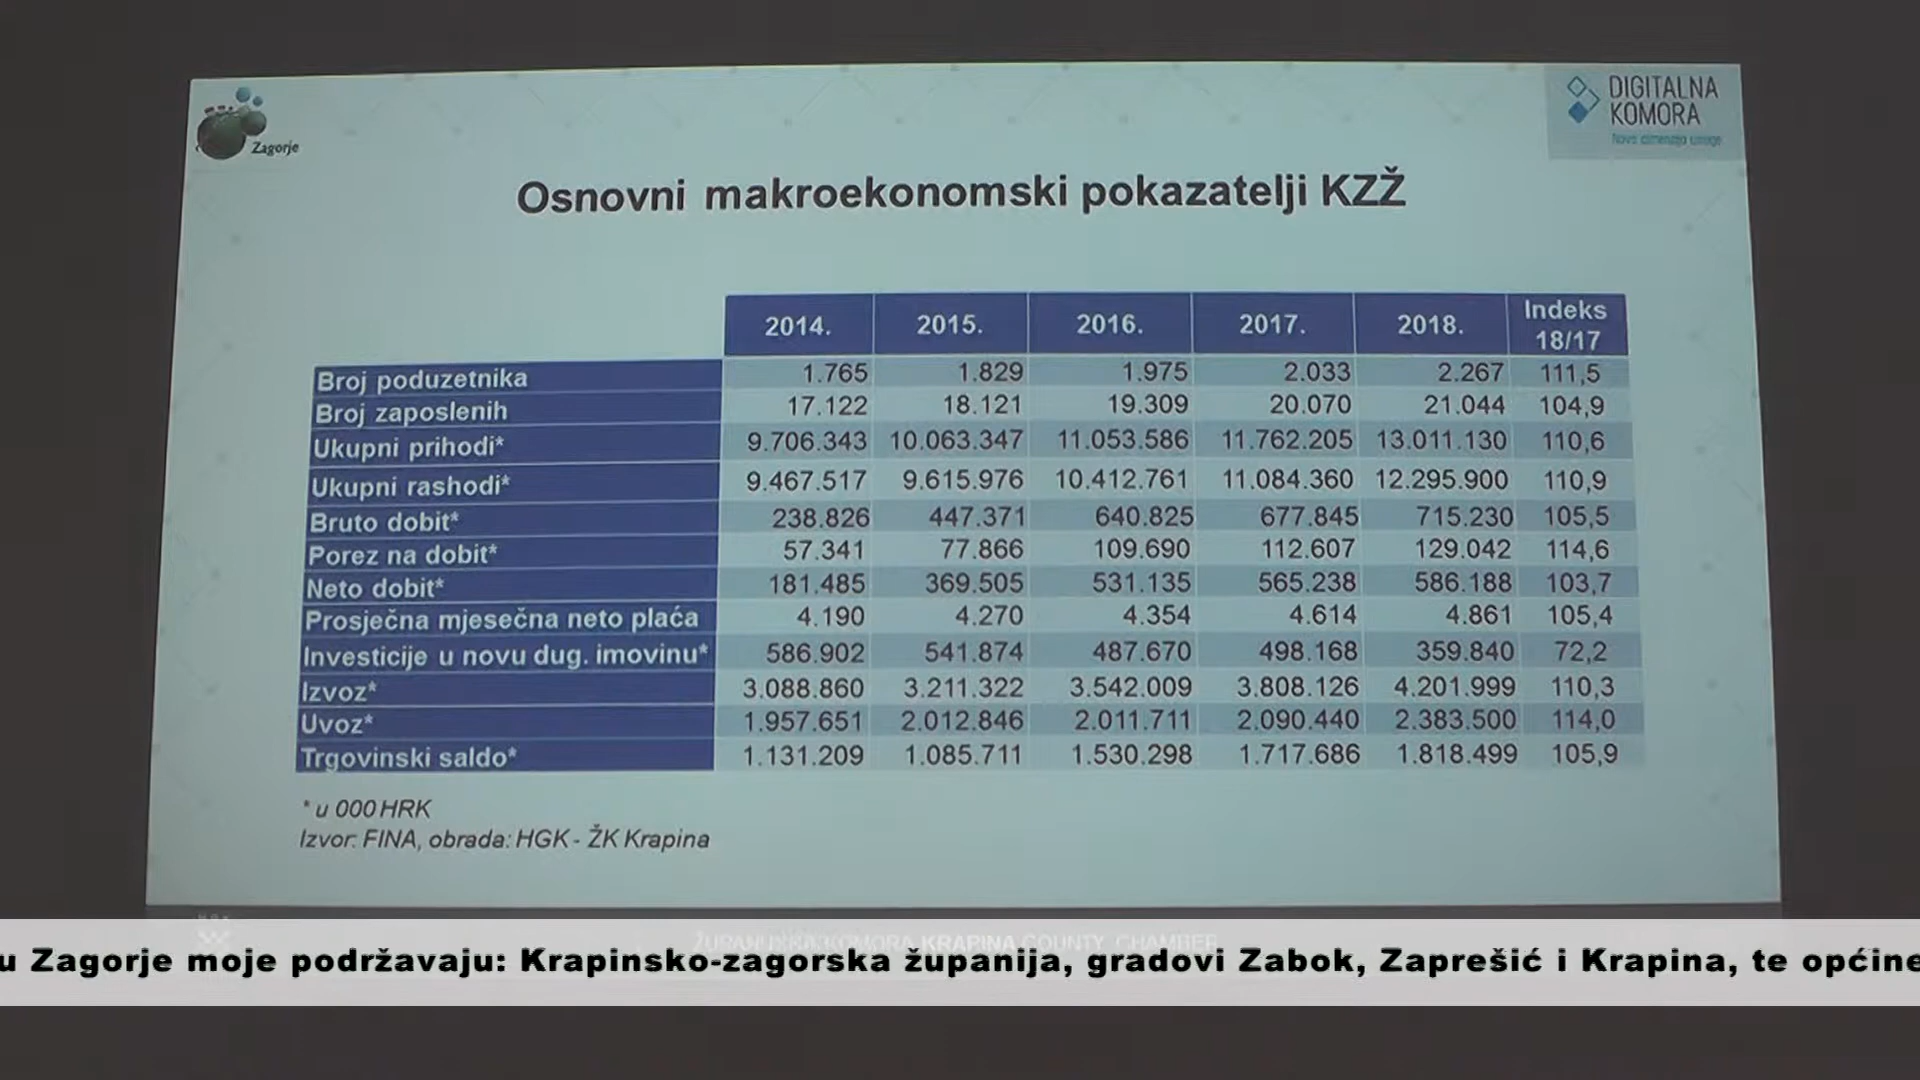 Zagorje
DIGITALNA
KOMORA
Osnovni makroekonomski pokazatelji KZŽ
2014. 2015. 2016. 2017. 2018. Indeks 18/17
Broj poduzetnika 1.765 1.829 1.975 2.033 2.267 111,5
Broj zaposlenih 17.122 18.121 19.309 20.070 21.044 104,9
Ukupni prihodi* 9.706.343 10.063.347 11.053.586 11.762.205 13.011.130 110,6
Ukupni rashodi* 9.467.517 9.615.976 10.412.761 11.084.360 12.295.900 110,9
Bruto dobit* 238.826 447.371 640.825 677.845 715.230 105,5
Porez na dobit* 57.341 77.866 109.690 112.607 129.042 114,6
Neto dobit* 181.485 369.505 531.135 565.238 586.188 103,7
Prosječna mjesečna neto plaća 4.190 4.270 4.354 4.614 4.861 105,4
Investicije u novu dug. imovinu* 586.902 541.874 487.670 498.168 359.840 72,2
Izvoz* 3.088.860 3.211.322 3.542.009 3.808.126 4.201.999 110,3
Uvoz* 1.957.651 2.012.846 2.011.711 2.090.440 2.383.500 114,0
Trgovinski saldo* 1.131.209 1.085.711 1.530.298 1.717.686 1.818.499 105,9
* u 000 HRK
Izvor: FINA, obrada: HGK - ŽK Krapina
KRAPINA COUNTY CHAMBER
u Zagorje moje podržavaju: Krapinsko-zagorska županija, gradovi Zabok, Zaprešić i Krapina, te općine